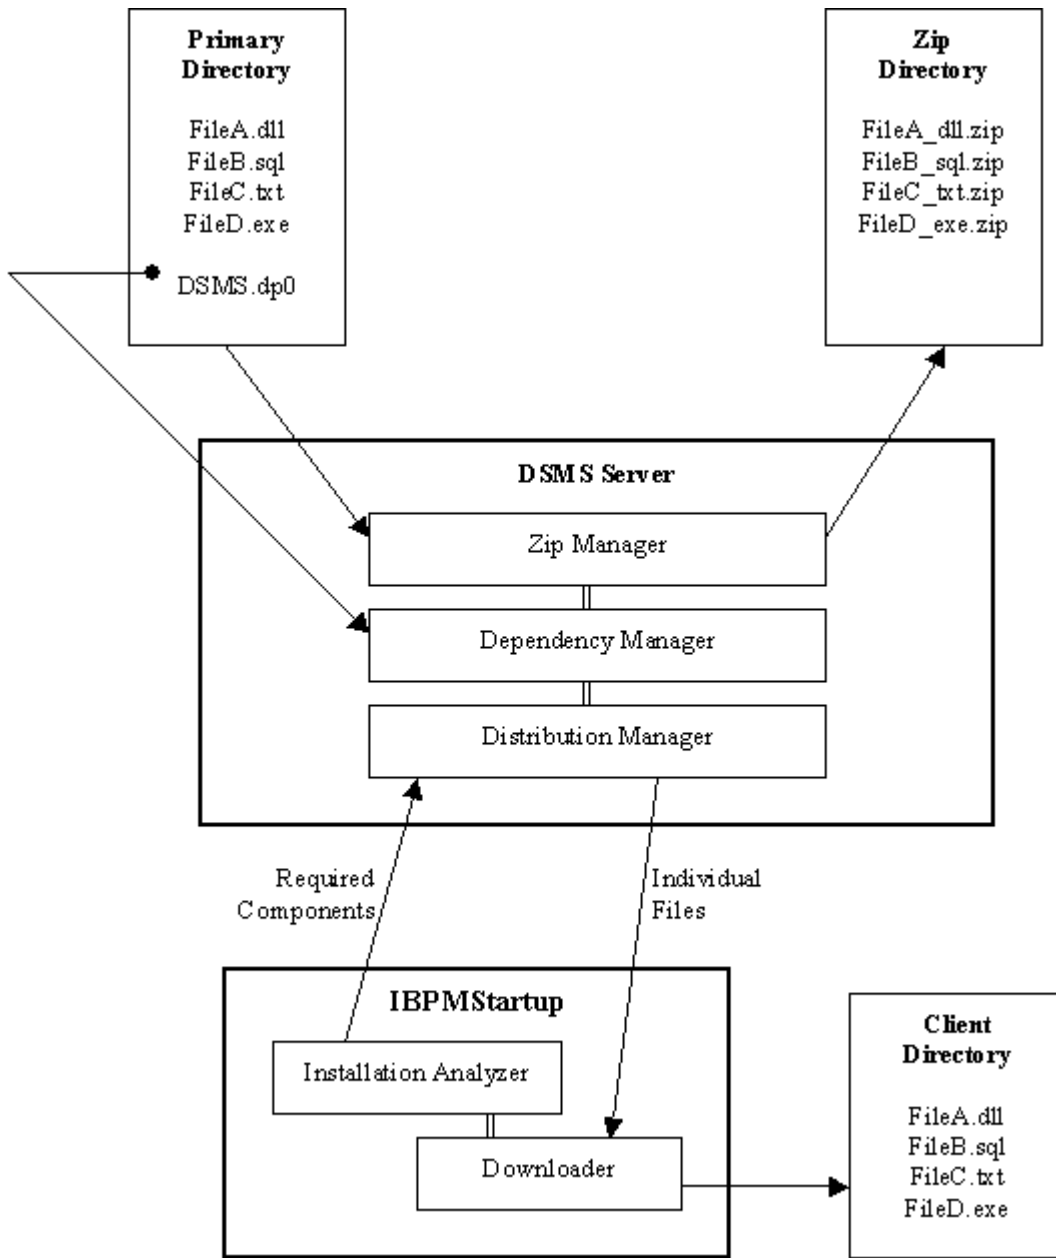 Primary
Directory
FileA.dll
FileB.sql
FileC.txt
FileD.exe
DSMS.dp0
Zip
Directory
FileA_dll.zip
FileB_sql.zip
FileC_txt.zip
FileD_exe.zip
DSMS Server
Zip Manager
Dependency Manager
Distribution Manager
Required
Components
Individual
Files
IBPMStartup
Installation Analyzer
Downloader
Client
Directory
FileA.dll
FileB.sql
FileC.txt
FileD.exe